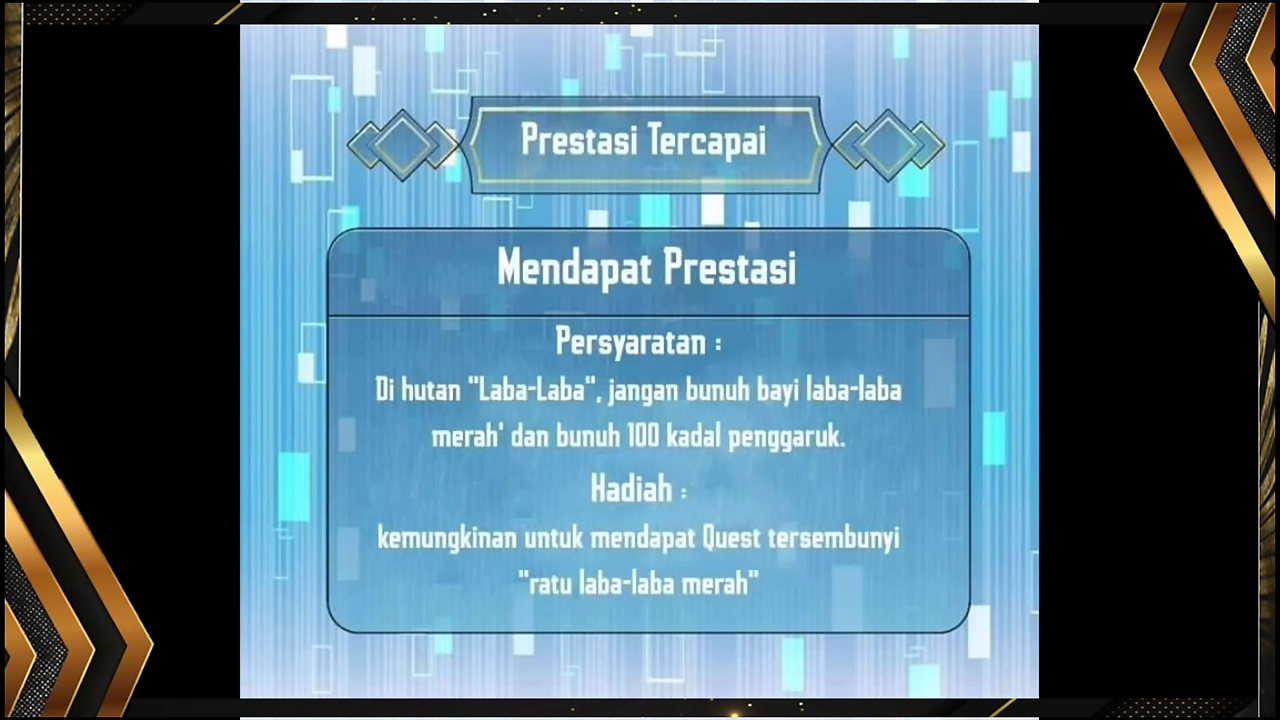 Prestasi Tercapai
Mendapat Prestasi
Persyaratan :
Di hutan "Laba-Laba", jangan bunuh bayi laba-laba
merah' dan bunuh 100 kadal penggaruk.
Hadiah :
kemungkinan untuk mendapat Quest tersembunyi
"ratu laba-laba merah"